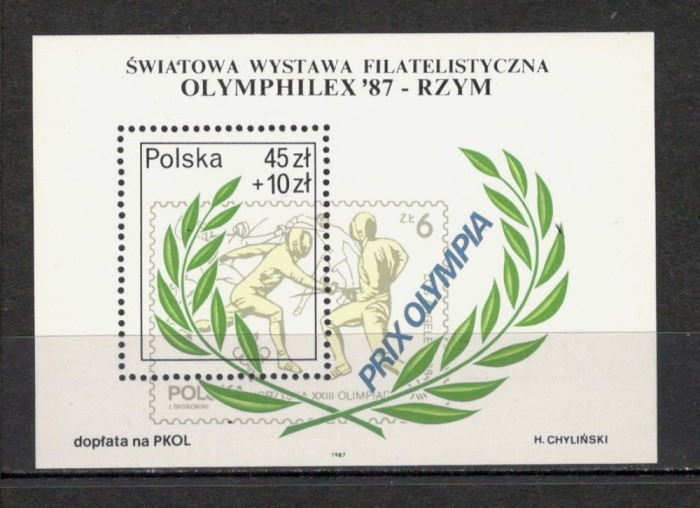 ŚWIATOWA WYSTAWA FILATELISTYCZNA
OLYMPHILEX '87 - RZYM
Polska 45 zł
+ 10 zł
ZŁ 6
PRIX OLYMPIA
POLSKA
XXIII OLIMPIAD
dopłata na PKOL
1987
H. CHYLIŃSKI